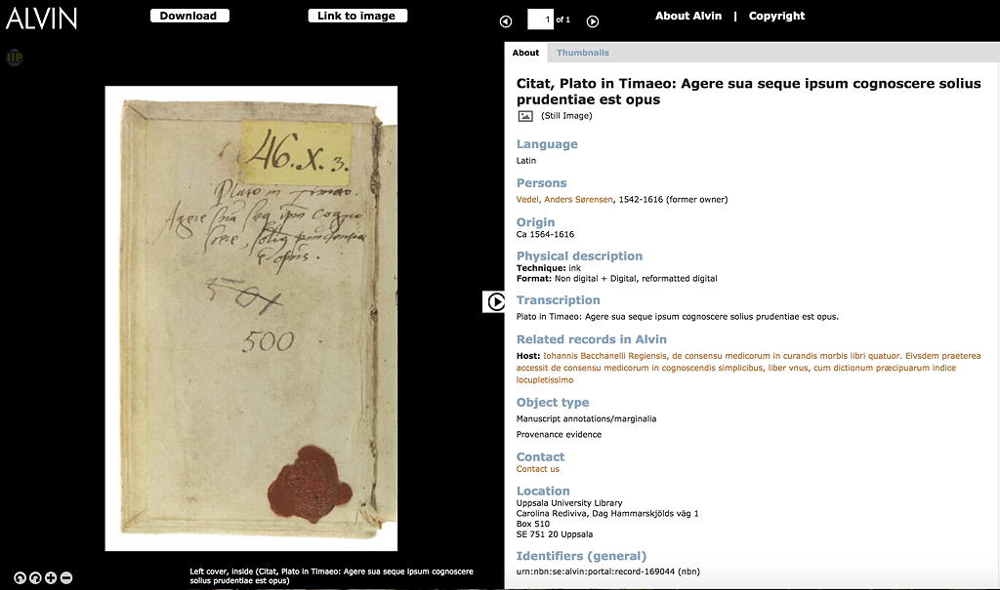 ALVIN
Download
Link to image
1 of 1
About Alvin | Copyright
IIP
About
Thumbnails
46. X. 3.
Plato in Timaeo.
Agere sua seq ipm cogno
scere, soliq prudentiae
e opus.
501
500
Left cover, inside (Citat, Plato in Timaeo: Agere sua seque ipsum cognoscere
solius prudentiae est opus)
Citat, Plato in Timaeo: Agere sua seque ipsum cognoscere solius
prudentiae est opus
(Still Image)
Language
Latin
Persons
Vedel, Anders Sørensen, 1542-1616 (former owner)
Origin
Ca 1564-1616
Physical description
Technique: ink
Format: Non digital + Digital, reformatted digital
Transcription
Plato in Timaeo: Agere sua seque ipsum cognoscere solius prudentiae est opus.
Related records in Alvin
Host: Iohannis Bacchanelli Regiensis, de consensu medicorum in curandis morbis libri quatuor. Eivsdem praeterea
accessit de consensu medicorum in cognoscendis simplicibus, liber vnus, cum dictionum præcipuarum indice
locupletissimo
Object type
Manuscript annotations/marginalia
Provenance evidence
Contact
Contact us
Location
Uppsala University Library
Carolina Rediviva, Dag Hammarskjölds väg 1
Box 510
SE 751 20 Uppsala
Identifiers (general)
urn:nbn:se:alvin:portal:record-169044 (nbn)